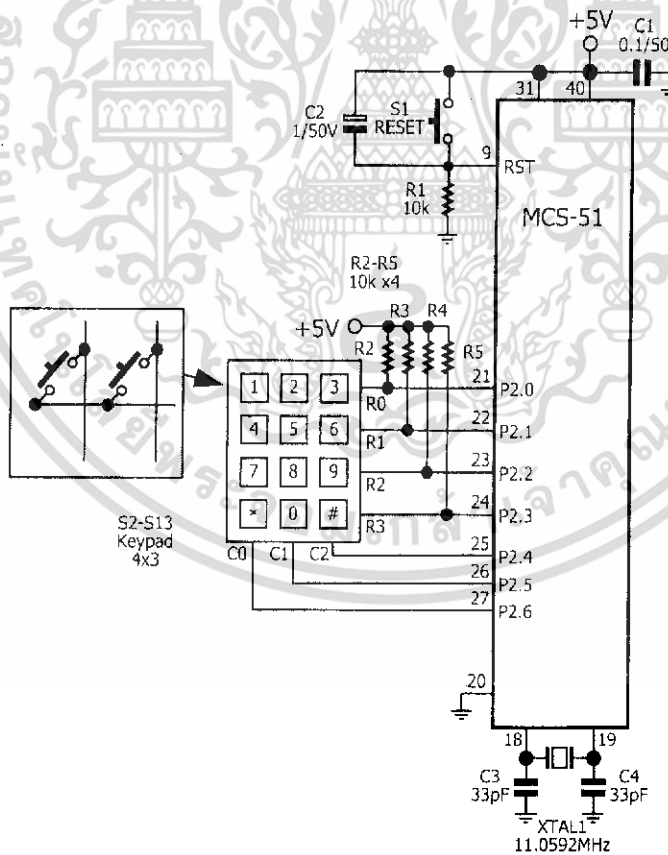 +5V
C1
0.1/50
31
40
C2
1/50V
S1
RESET
9
RST
R1
10k
MCS-51
R2-R5
10k x4
R3
R4
+5V
R2
R5
1
2
3
R0
21
P2.0
4
5
6
R1
22
P2.1
7
8
9
R2
23
P2.2
*
0
#
R3
24
P2.3
C0
C1
C2
25
P2.4
26
P2.5
27
P2.6
S2-S13
Keypad
4x3
20
18
19
C3
33pF
C4
33pF
XTAL1
11.0592MHz